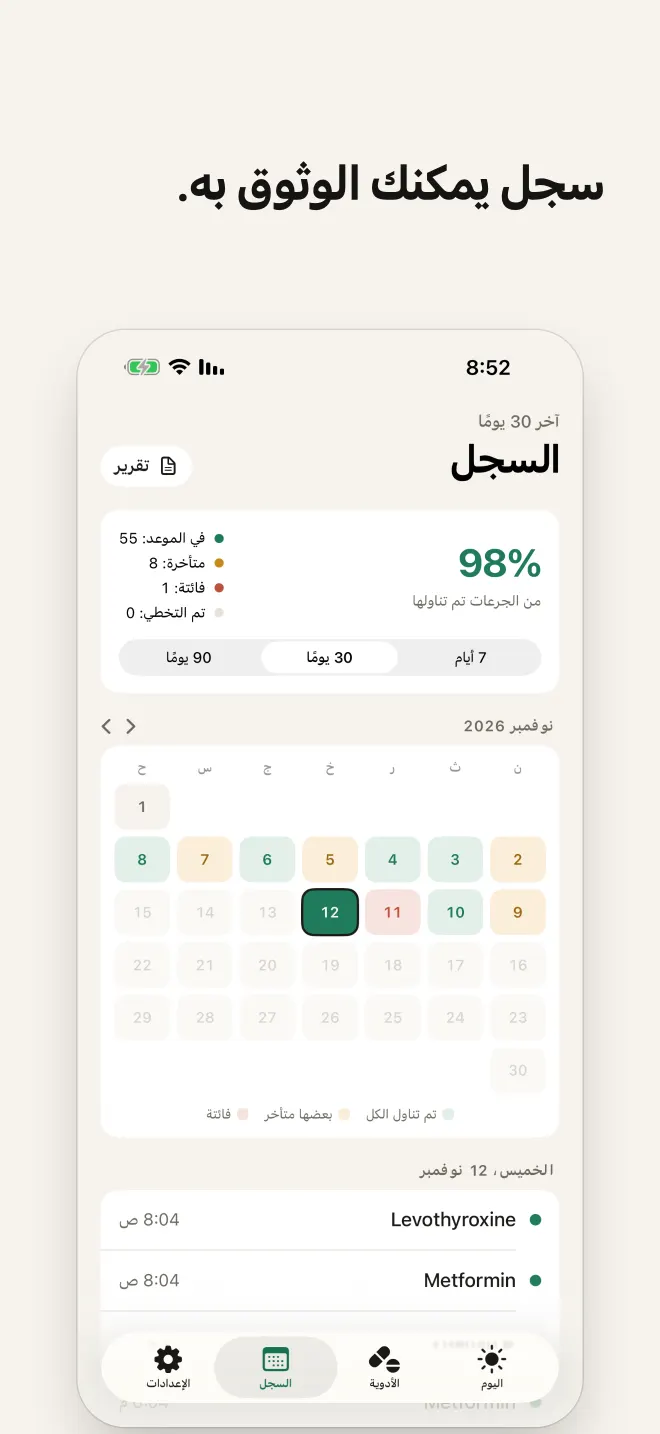 سجل يمكنك الوثوق به.
8:52
آخر 30 يومًا
السجل
تقرير
98%
من الجرعات تم تناولها
في الموعد: 55
متأخرة: 8
فائتة: 1
تم التخطي: 0
7 أيام
30 يومًا
90 يومًا
نوفمبر 2026
ن ث ر خ ج س ح
1
2 3 4 5 6 7 8
9 10 11 12 13 14 15
16 17 18 19 20 21 22
23 24 25 26 27 28 29
30
تم تناول الكل بعضها متأخر فائتة
الخميس، 12 نوفمبر
Levothyroxine 8:04 ص
Metformin 8:04 ص
اليوم
الأدوية
السجل
الإعدادات